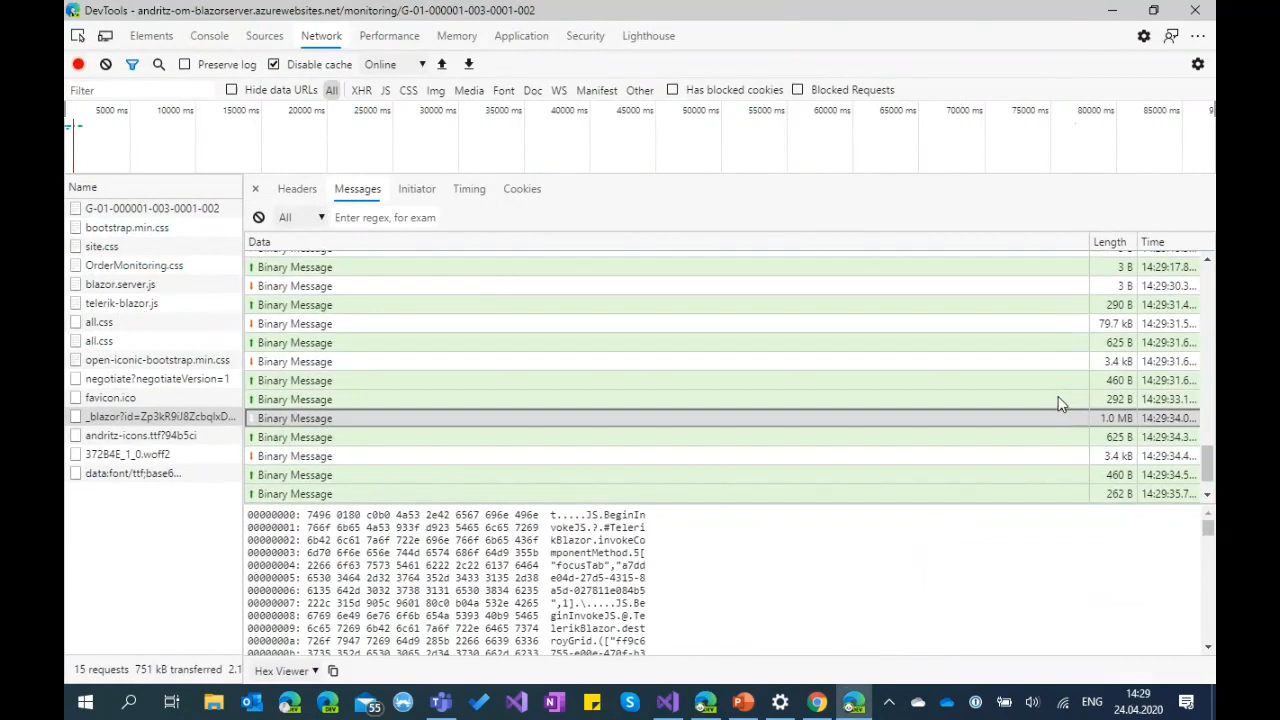 DevTools - andritz-om-blazorserver.azurewebsites.net/monitoring/G-01-000001-003-0001-002
Elements Console Sources Network Performance Memory Application Security Lighthouse
Preserve log Disable cache Online
Filter Hide data URLs All XHR JS CSS Img Media Font Doc WS Manifest Other Has blocked cookies Blocked Requests
5000 ms 10000 ms 15000 ms 20000 ms 25000 ms 30000 ms 35000 ms 40000 ms 45000 ms 50000 ms 55000 ms 60000 ms 65000 ms 70000 ms 75000 ms 80000 ms 85000 ms 9
Name
G-01-000001-003-0001-002
bootstrap.min.css
site.css
OrderMonitoring.css
blazor.server.js
telerik-blazor.js
all.css
all.css
open-iconic-bootstrap.min.css
negotiate?negotiateVersion=1
favicon.ico
_blazor?id=Zp3kR9iJ8ZcbqlxD...
andritz-icons.ttf?94b5ci
372B4E_1_0.woff2
data:font/ttf;base6...
Headers Messages Initiator Timing Cookies
All Enter regex, for exam
Data Length Time
Binary Message 3 B 14:29:17.8...
Binary Message 3 B 14:29:30.3...
Binary Message 290 B 14:29:31.4...
Binary Message 79.7 kB 14:29:31.5...
Binary Message 625 B 14:29:31.6...
Binary Message 3.4 kB 14:29:31.6...
Binary Message 460 B 14:29:31.6...
Binary Message 292 B 14:29:33.1...
Binary Message 1.0 MB 14:29:34.0...
Binary Message 625 B 14:29:34.3...
Binary Message 3.4 kB 14:29:34.4...
Binary Message 460 B 14:29:34.5...
Binary Message 262 B 14:29:35.7...
00000000: 7496 0180 c0b0 4a53 2e42 6567 696e 496e t.....JS.BeginIn
00000001: 766f 6b65 4a53 933f d923 5465 6c65 7269 vokeJS.?.#Teleri
00000002: 6b42 6c61 7a6f 722e 696e 766f 6b65 436f kBlazor.invokeCo
00000003: 6d70 6f6e 656e 744d 6574 686f 64d9 355b mponentMethod.5[
00000004: 2266 6f63 7573 5461 6222 2c22 6137 6464 "focusTab","a7dd
00000005: 6530 3464 2d32 3764 352d 3433 3135 2d38 e04d-27d5-4315-8
00000006: 6135 642d 3032 3738 3131 6530 3834 6235 a5d-027811e084b5
00000007: 222c 315d 905c 9601 80c0 b04a 532e 4265 ",1].\.....JS.Be
00000008: 6769 6e49 6e76 6f6b 654a 5393 40b9 5465 ginInvokeJS.@.Te
00000009: 6c65 7269 6b42 6c61 7a6f 722e 6465 7374 lerikBlazor.dest
0000000a: 726f 7947 7269 64d9 285b 2266 6639 6336 royGrid.(["ff9c6
15 requests 751 kB transferred 2.1
Hex Viewer
55
ENG
14:29
24.04.2020